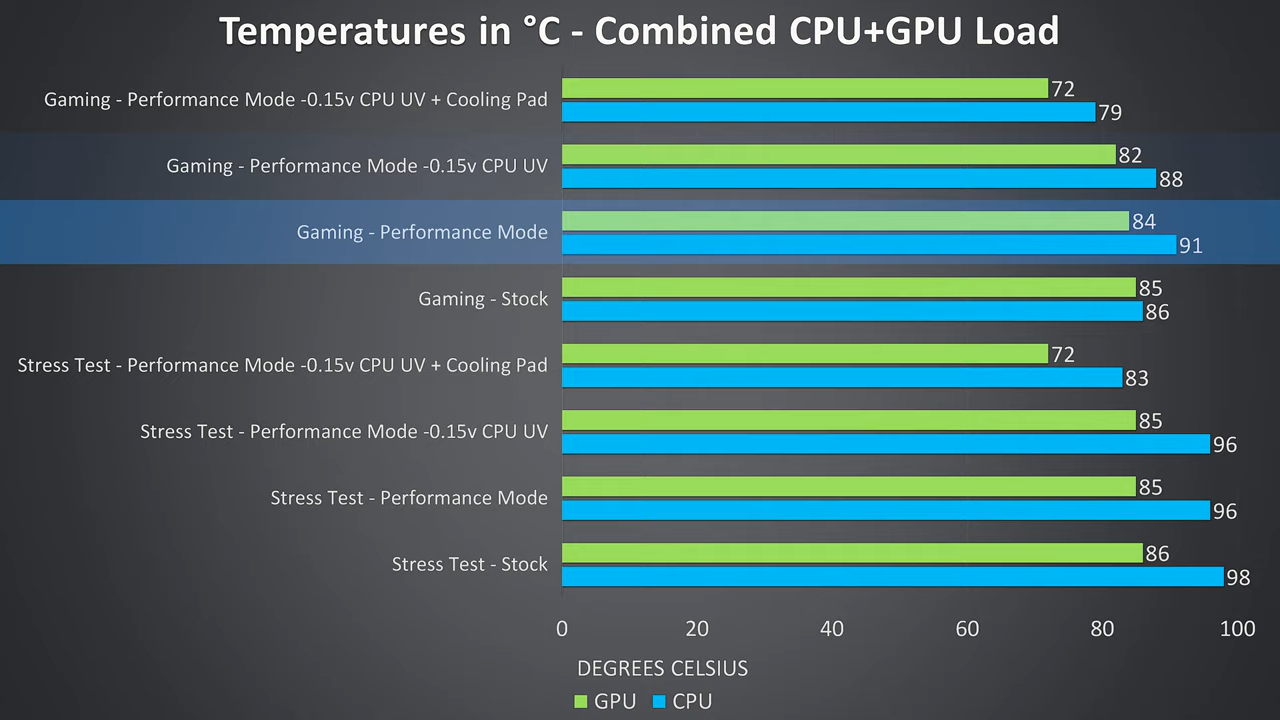 Temperatures in °C - Combined CPU+GPU Load
Gaming - Performance Mode -0.15v CPU UV + Cooling Pad
72
79
Gaming - Performance Mode -0.15v CPU UV
82
88
Gaming - Performance Mode
84
91
Gaming - Stock
85
86
Stress Test - Performance Mode -0.15v CPU UV + Cooling Pad
72
83
Stress Test - Performance Mode -0.15v CPU UV
85
96
Stress Test - Performance Mode
85
96
Stress Test - Stock
86
98
0 20 40 60 80 100
DEGREES CELSIUS
GPU CPU